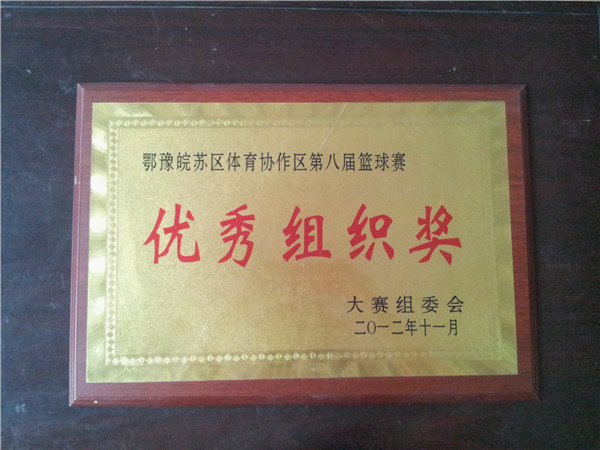 鄂豫皖苏区体育协作区第八届篮球赛
优秀组织奖
大赛组委会
二〇一二年十一月